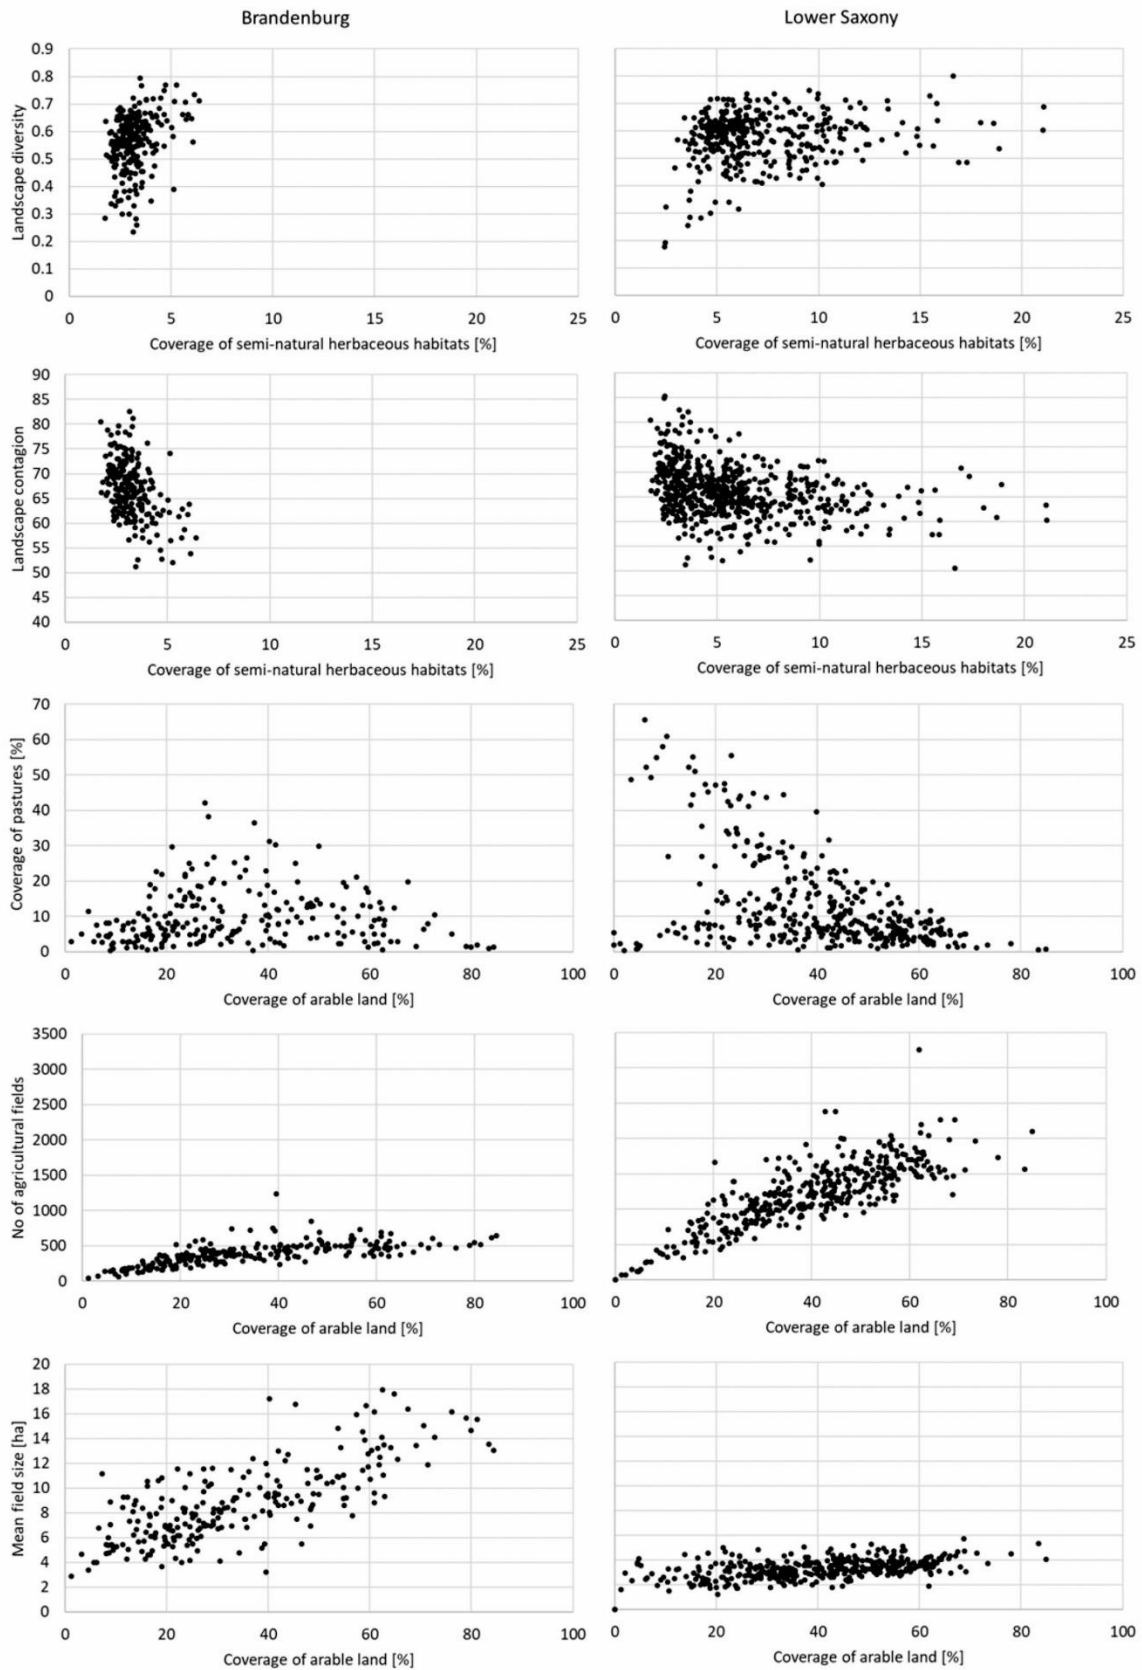 Brandenburg
Lower Saxony
Landscape diversity
0.9
0.8
0.7
0.6
0.5
0.4
0.3
0.2
0.1
0
0 5 10 15 20 25
Coverage of semi-natural herbaceous habitats [%]
0 5 10 15 20 25
Coverage of semi-natural herbaceous habitats [%]
Landscape contagion
90
85
80
75
70
65
60
55
50
45
40
0 5 10 15 20 25
Coverage of semi-natural herbaceous habitats [%]
0 5 10 15 20 25
Coverage of semi-natural herbaceous habitats [%]
Coverage of pastures [%]
70
60
50
40
30
20
10
0
0 20 40 60 80 100
Coverage of arable land [%]
0 20 40 60 80 100
Coverage of arable land [%]
No of agricultural fields
3500
3000
2500
2000
1500
1000
500
0
0 20 40 60 80 100
Coverage of arable land [%]
0 20 40 60 80 100
Coverage of arable land [%]
Mean field size [ha]
20
18
16
14
12
10
8
6
4
2
0
0 20 40 60 80 100
Coverage of arable land [%]
0 20 40 60 80 100
Coverage of arable land [%]